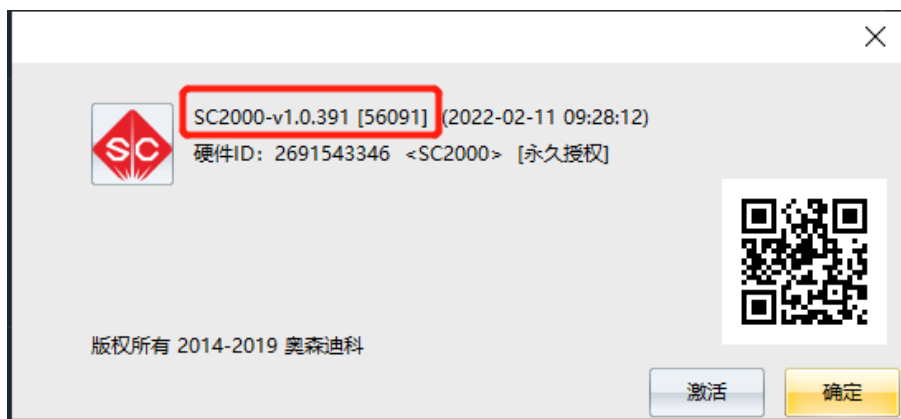 SC
SC2000-v1.0.391 [56091] (2022-02-11 09:28:12)
硬件ID：2691543346 <SC2000> [永久授权]
版权所有 2014-2019 奥森迪科
激活
确定